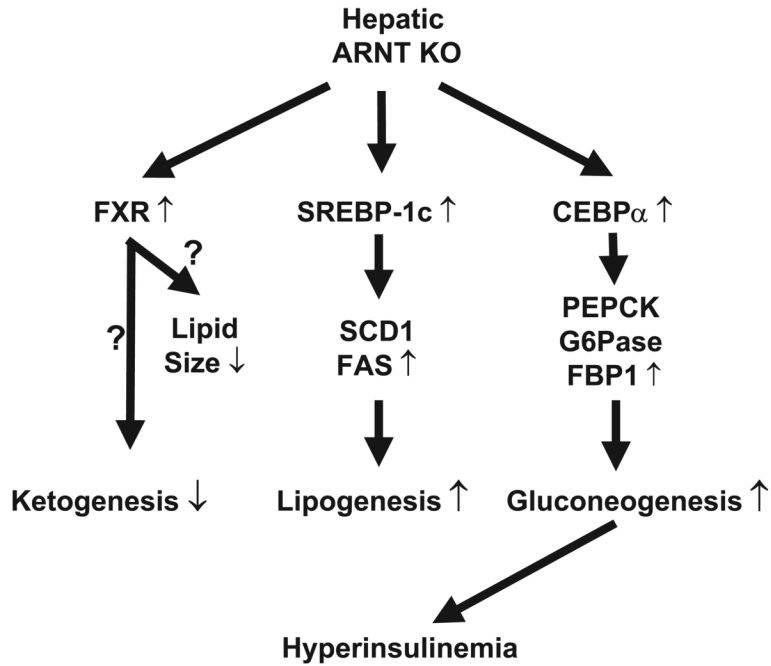 Hepatic
ARNT KO
FXR ↑
SREBP-1c ↑
CEBPα ↑
?
?
Lipid
Size ↓
SCD1
FAS ↑
PEPCK
G6Pase
FBP1 ↑
Ketogenesis ↓
Lipogenesis ↑
Gluconeogenesis ↑
Hyperinsulinemia